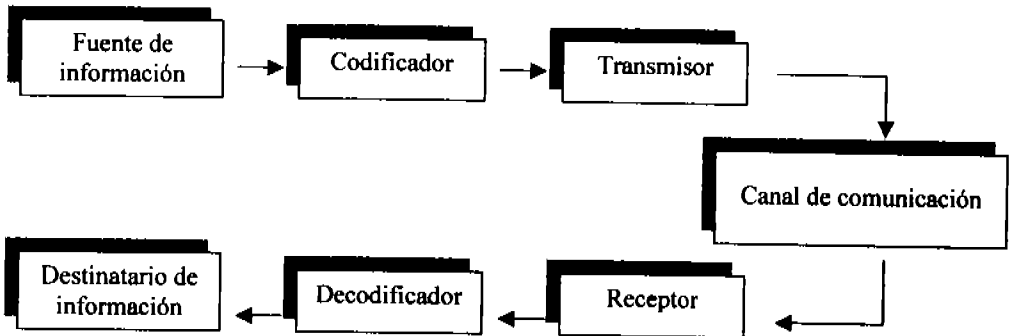 Fuente de
información
Codificador
Transmisor
Canal de comunicación
Receptor
Decodificador
Destinatario de
información